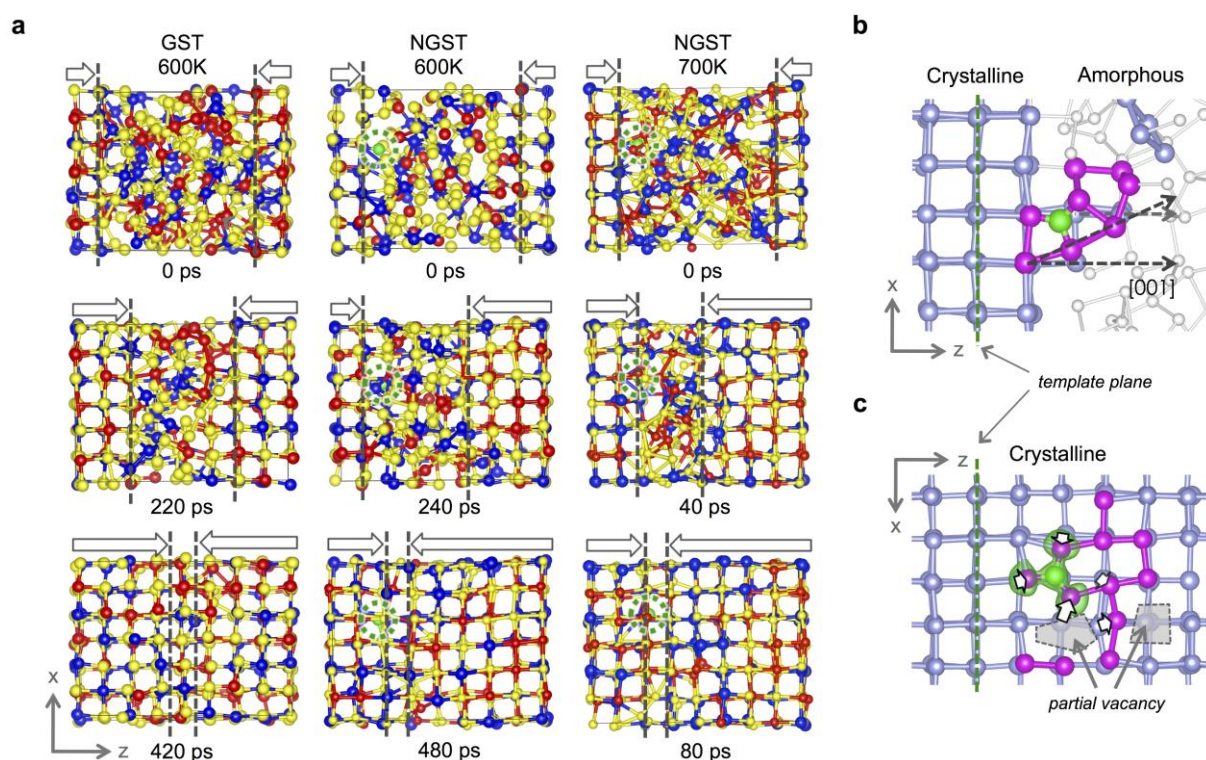 a
GST
600K
NGST
600K
NGST
700K
0 ps
0 ps
0 ps
220 ps
240 ps
40 ps
x
z
420 ps
480 ps
80 ps
b
Crystalline
Amorphous
[001]
x
z
template plane
c
Crystalline
z
x
partial vacancy